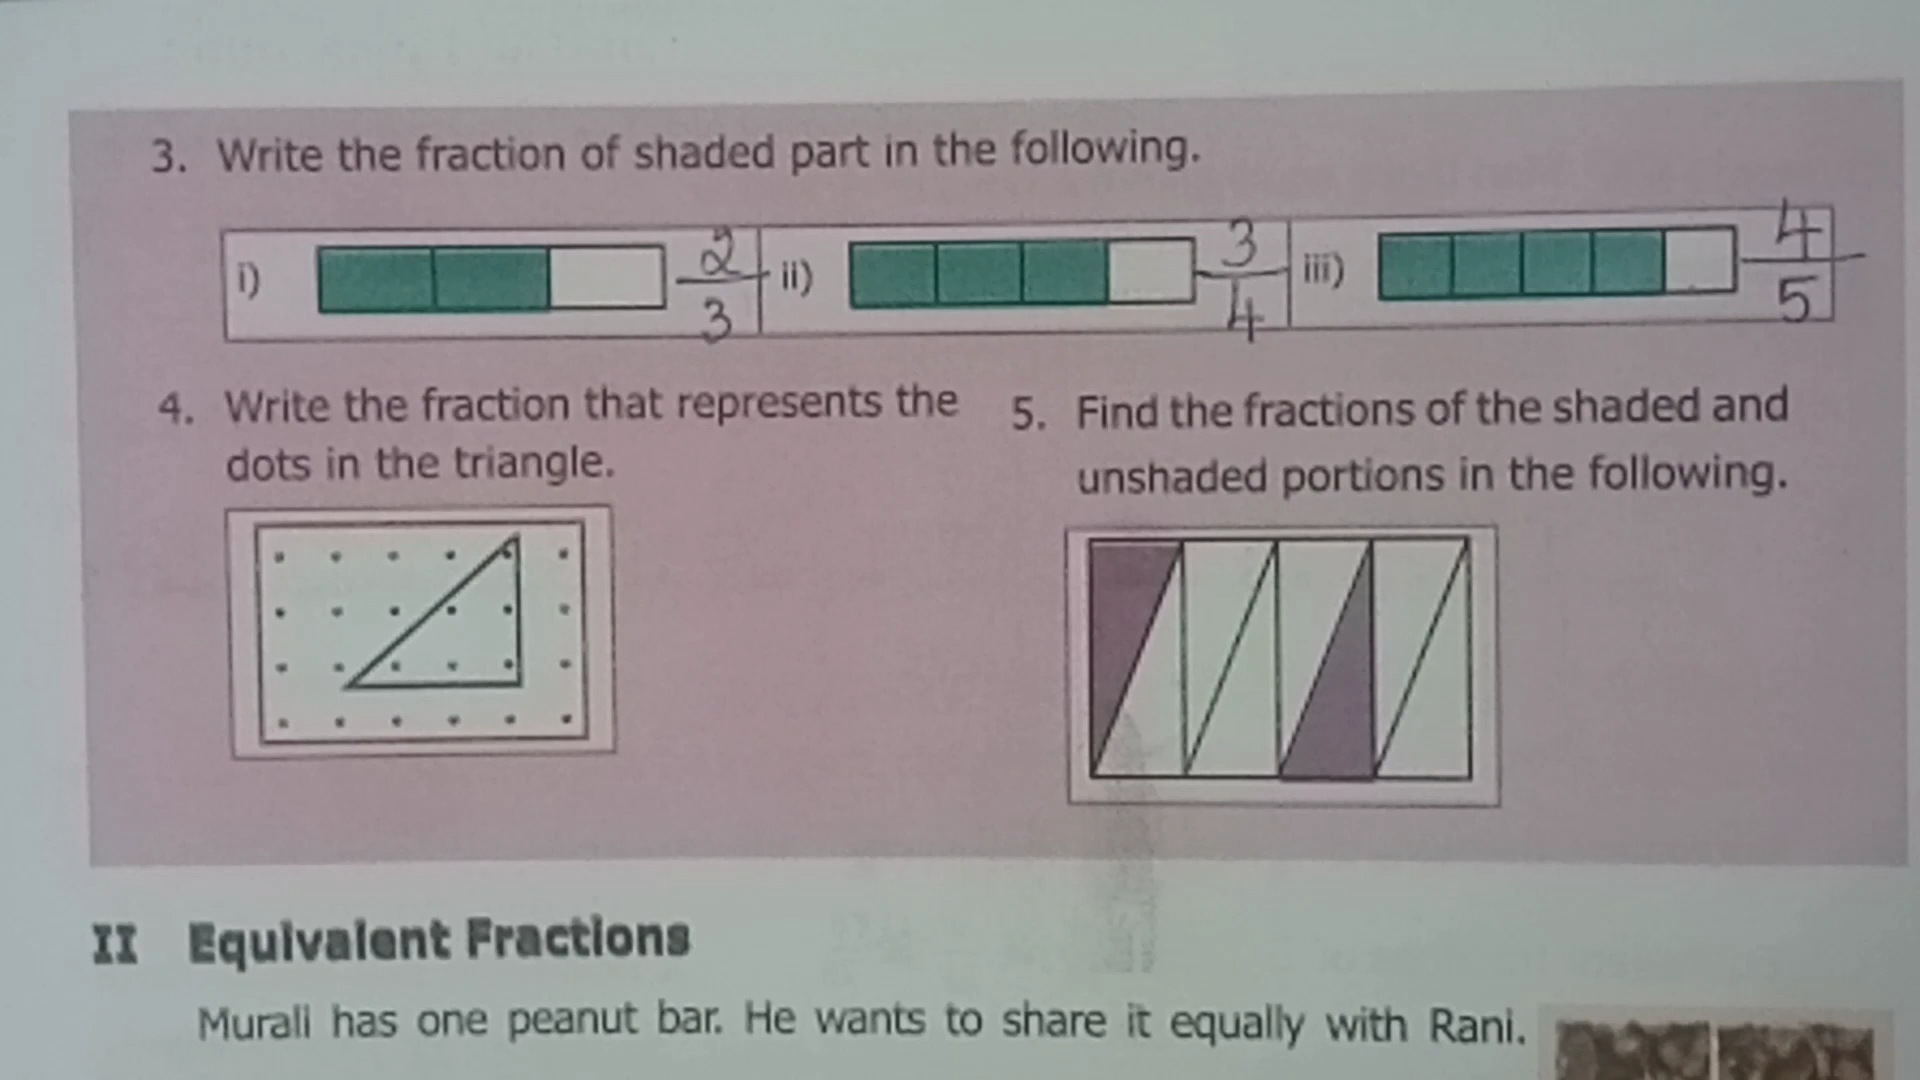 3. Write the fraction of shaded part in the following.
i) 2/3 ii) 3/4 iii) 4/5
4. Write the fraction that represents the
dots in the triangle.
5. Find the fractions of the shaded and
unshaded portions in the following.
II Equivalent Fractions
Murali has one peanut bar. He wants to share it equally with Rani.